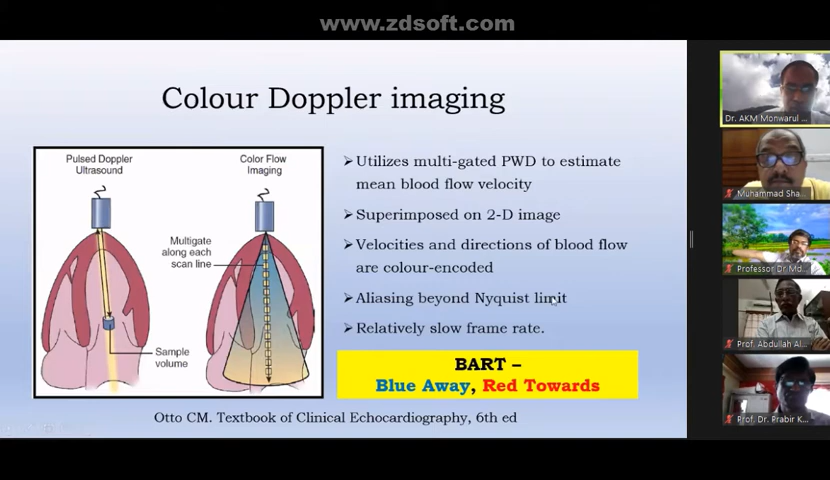 www.zdsoft.com
Colour Doppler imaging
Pulsed Doppler
Ultrasound
Color Flow
Imaging
Multigate
along each
scan line
Sample
volume
➢Utilizes multi-gated PWD to estimate
mean blood flow velocity
➢Superimposed on 2-D image
➢Velocities and directions of blood flow
are colour-encoded
➢Aliasing beyond Nyquist limit
➢Relatively slow frame rate.
BART –
Blue Away, Red Towards
Otto CM. Textbook of Clinical Echocardiography, 6th ed
Dr. AKM Monwarul ...
Muhammad Sha...
Professor Dr Md...
Prof. Abdullah Al...
Prof. Dr. Prabir K...